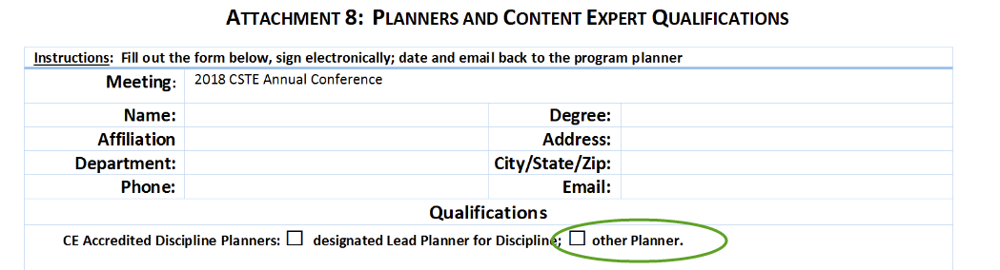 ATTACHMENT 8: PLANNERS AND CONTENT EXPERT QUALIFICATIONS
Instructions: Fill out the form below, sign electronically; date and email back to the program planner
Meeting: 2018 CSTE Annual Conference
Name: Degree:
Affiliation Address:
Department: City/State/Zip:
Phone: Email:
Qualifications
CE Accredited Discipline Planners: ☐ designated Lead Planner for Discipline; ☐ other Planner.